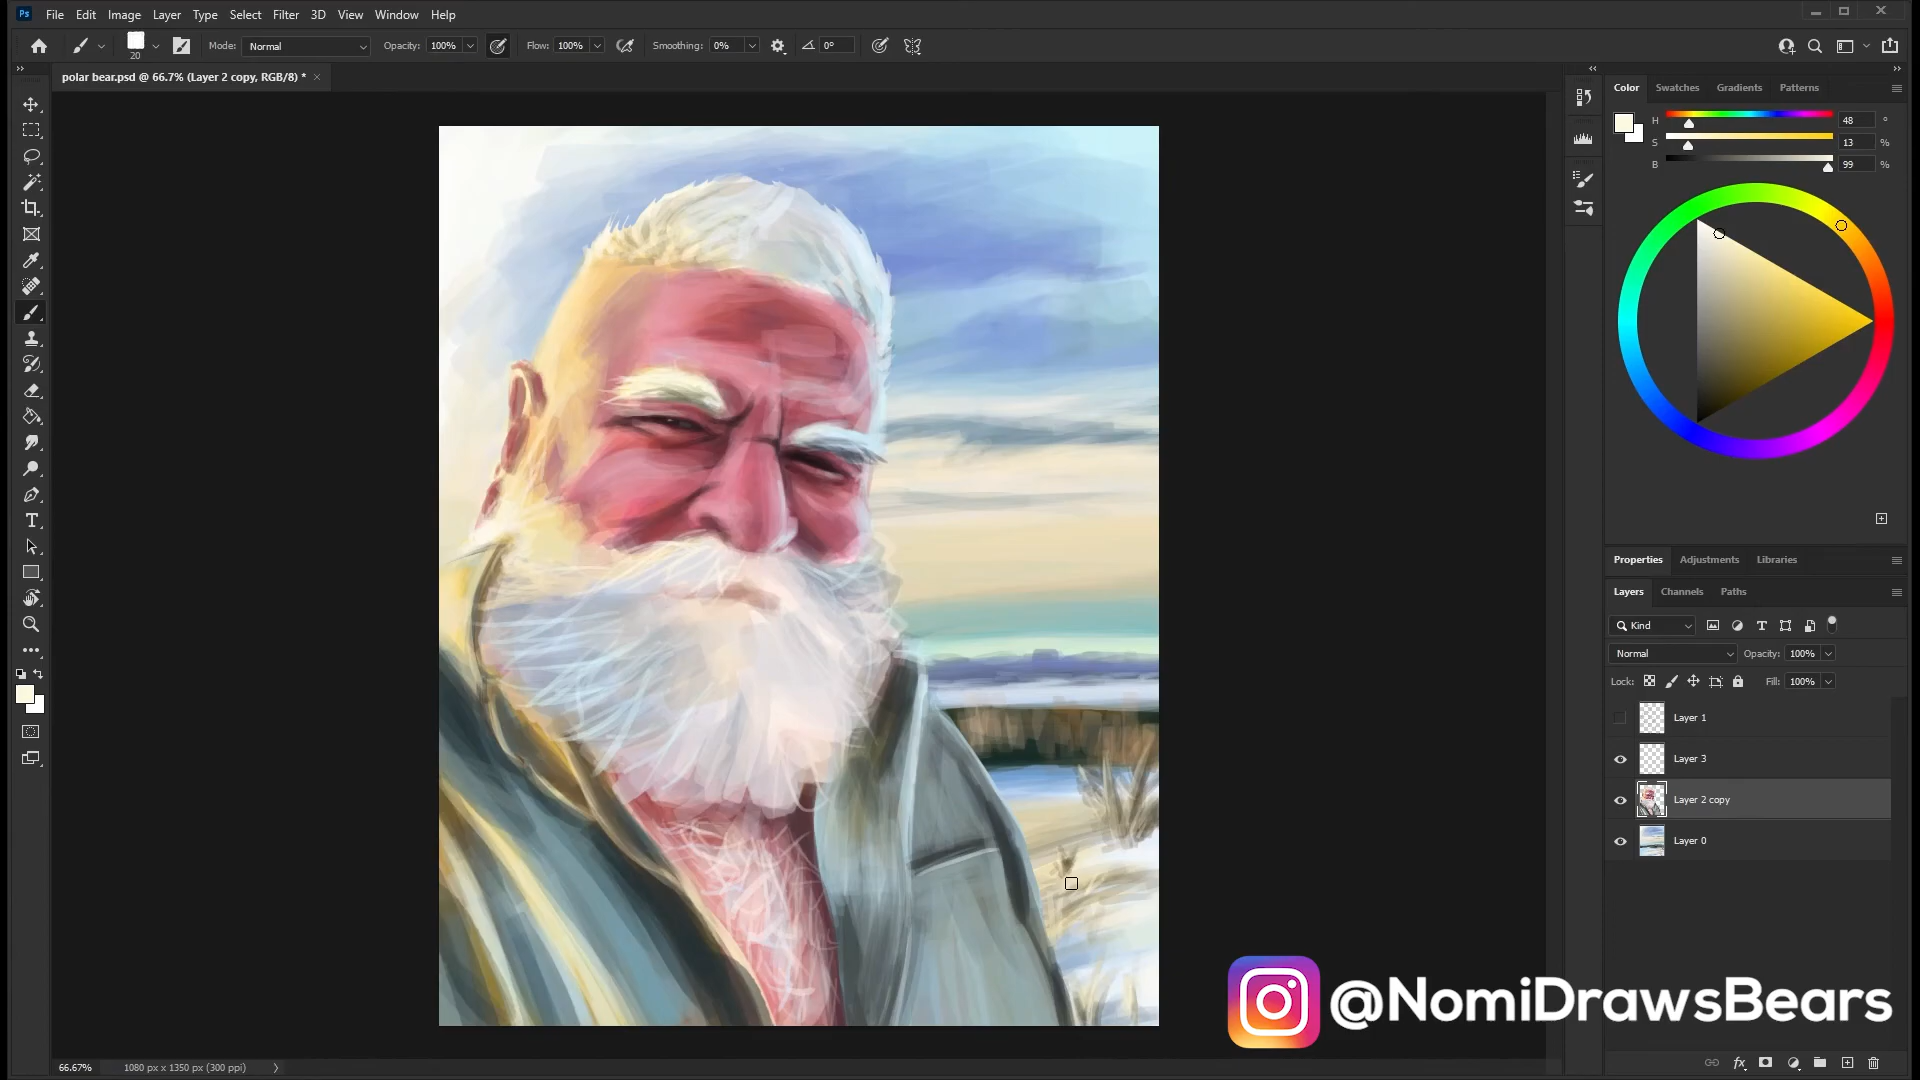 Ps File Edit Image Layer Type Select Filter 3D View Window Help
20 Mode: Normal Opacity: 100% Flow: 100% Smoothing: 0% 0°
polar bear.psd @ 66.7% (Layer 2 copy, RGB/8) * ×
Color Swatches Gradients Patterns
H 48 °
S 13 %
B 99 %
Properties Adjustments Libraries
Layers Channels Paths
Kind
Normal Opacity: 100%
Lock: Fill: 100%
Layer 1
Layer 3
Layer 2 copy
Layer 0
@NomiDrawsBears
66.67% 1080 px x 1350 px (300 ppi)